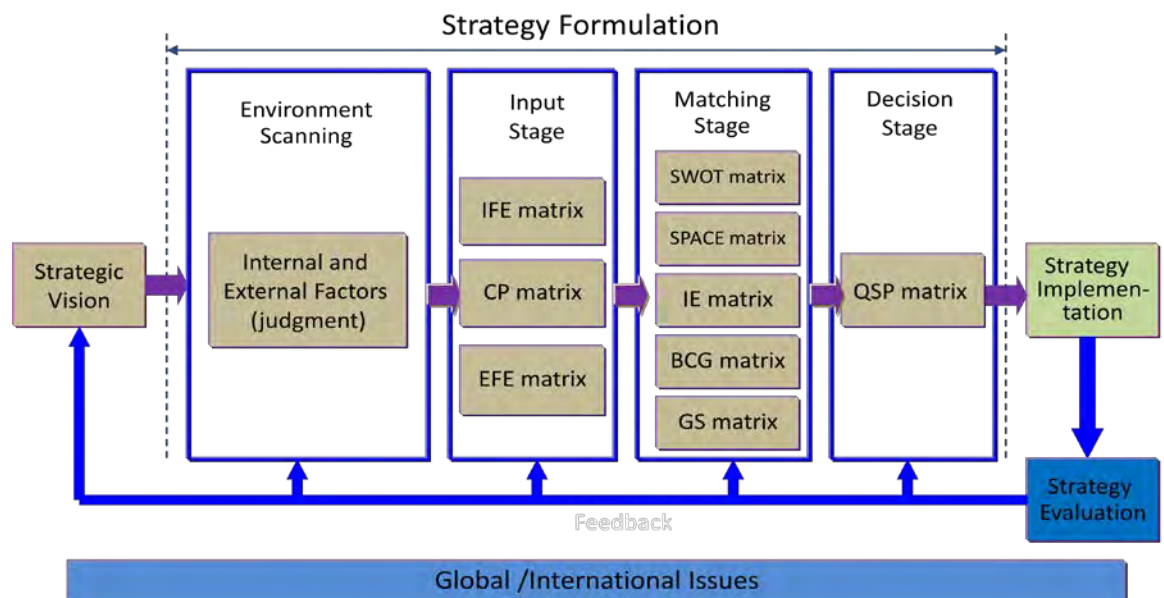 Strategy Formulation
Environment
Scanning
Input
Stage
Matching
Stage
Decision
Stage
Strategic
Vision
Internal and
External Factors
(judgment)
IFE matrix
CP matrix
EFE matrix
SWOT matrix
SPACE matrix
IE matrix
BCG matrix
GS matrix
QSP matrix
Strategy
Implemen-
tation
Strategy
Evaluation
Feedback
Global /International Issues